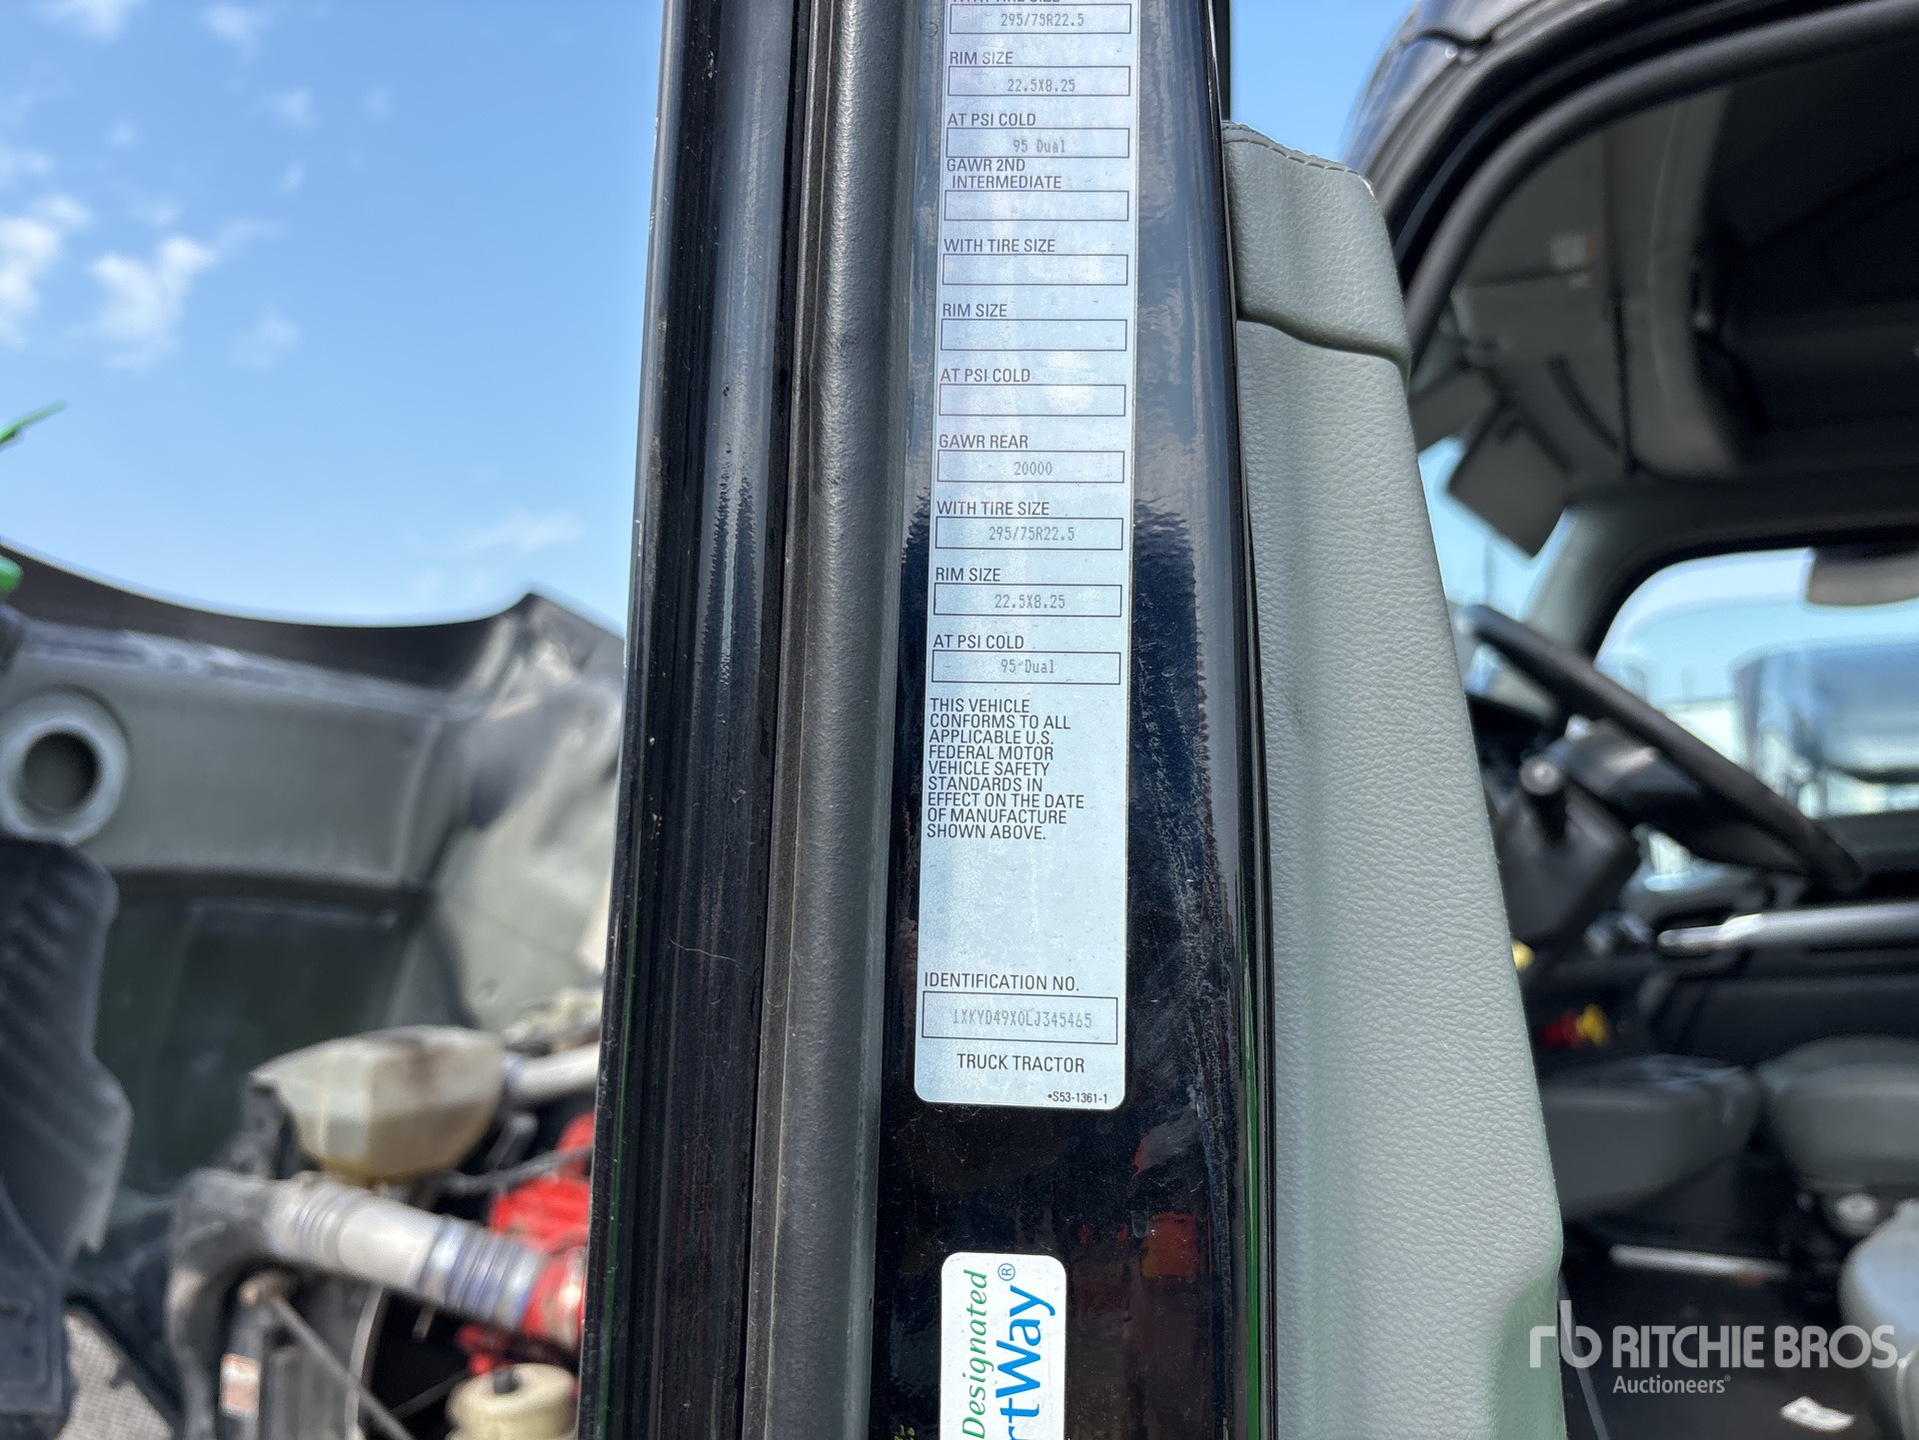 WITH TIRE SIZE
295/75R22.5
RIM SIZE
22.5X8.25
AT PSI COLD
95 Dual
GAWR 2ND
INTERMEDIATE
WITH TIRE SIZE
RIM SIZE
AT PSI COLD
GAWR REAR
20000
WITH TIRE SIZE
295/75R22.5
RIM SIZE
22.5X8.25
AT PSI COLD
95 Dual
THIS VEHICLE
CONFORMS TO ALL
APPLICABLE U.S.
FEDERAL MOTOR
VEHICLE SAFETY
STANDARDS IN
EFFECT ON THE DATE
OF MANUFACTURE
SHOWN ABOVE.
IDENTIFICATION NO.
1XKYD49X0LJ345465
TRUCK TRACTOR
•S53-1361-1
Designated
rtWay®
rb RITCHIE BROS.
Auctioneers®